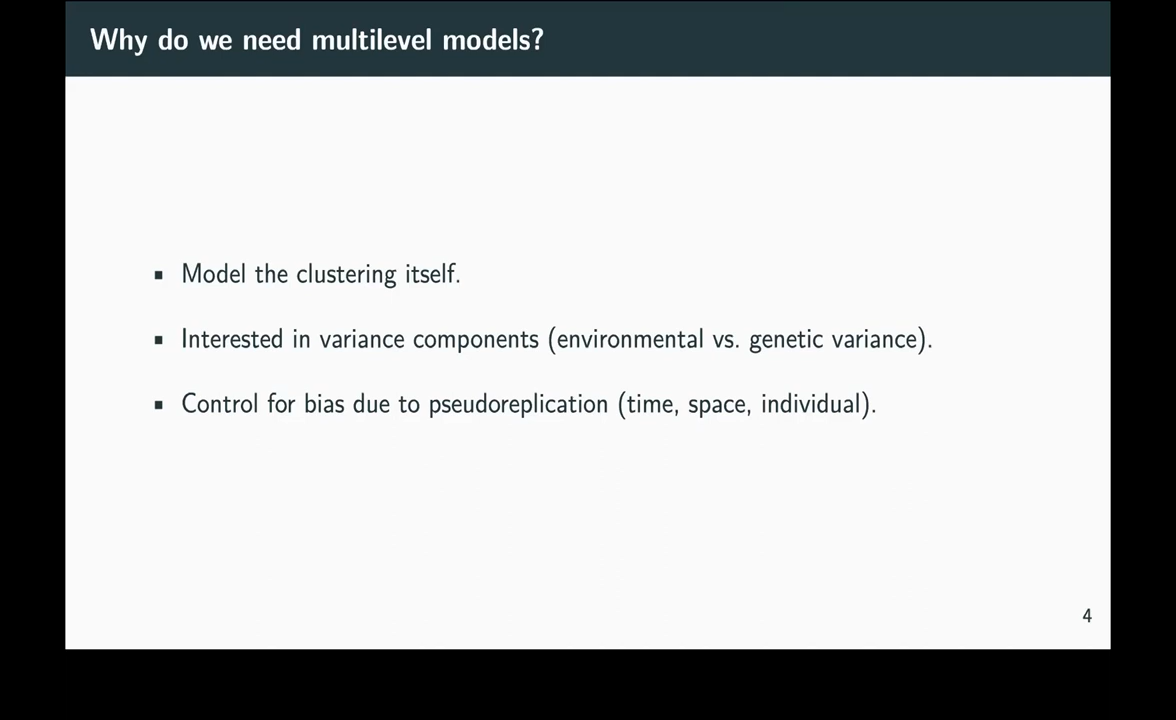 Why do we need multilevel models?
▪ Model the clustering itself.
▪ Interested in variance components (environmental vs. genetic variance).
▪ Control for bias due to pseudoreplication (time, space, individual).
4